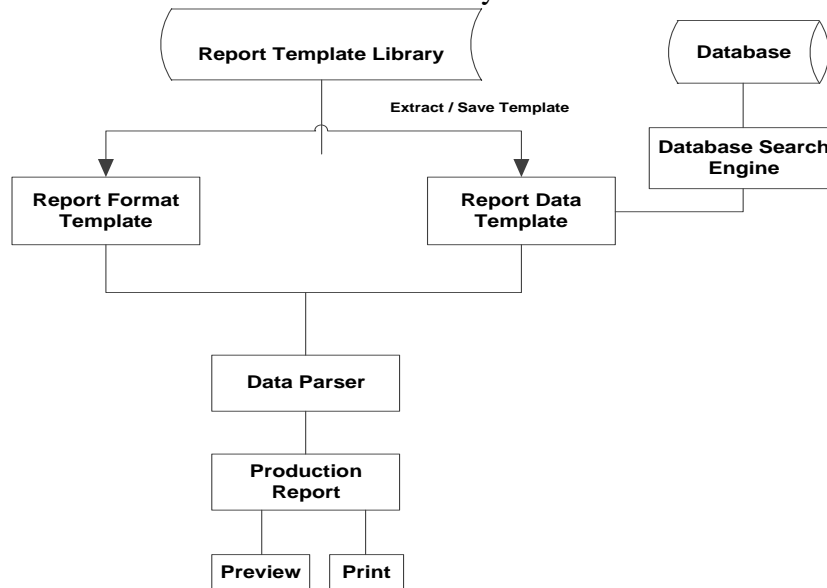 Report Template Library
Database
Extract / Save Template
Database Search
Engine
Report Format
Template
Report Data
Template
Data Parser
Production
Report
Preview
Print